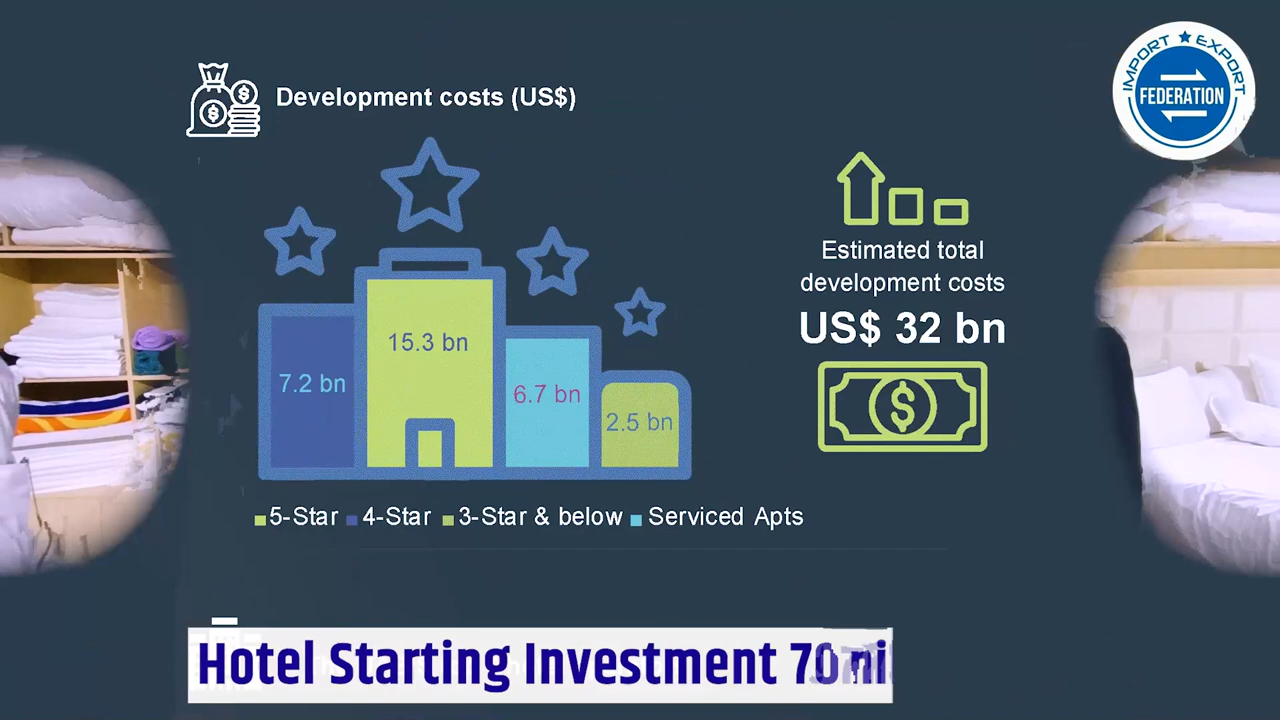 IMPORT EXPORT
FEDERATION
Development costs (US$)
7.2 bn
15.3 bn
6.7 bn
2.5 bn
Estimated total
development costs
US$ 32 bn
5-Star 4-Star 3-Star & below Serviced Apts
Hotel Starting Investment